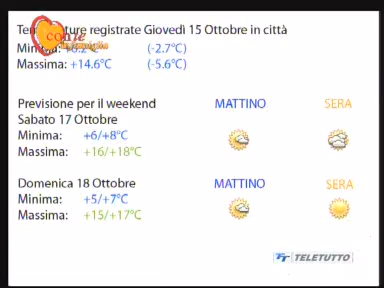 registrate Giovedì 15 Ottobre in città
(-2.7°C)
Massima: +14.6°C (-5.6°C)
Previsione per il weekend MATTINO SERA
Sabato 17 Ottobre
Minima: +6/+8°C
Massima: +16/+18°C
Domenica 18 Ottobre MATTINO SERA
Minima: +5/+7°C
Massima: +15/+17°C
TT TELETUTTO